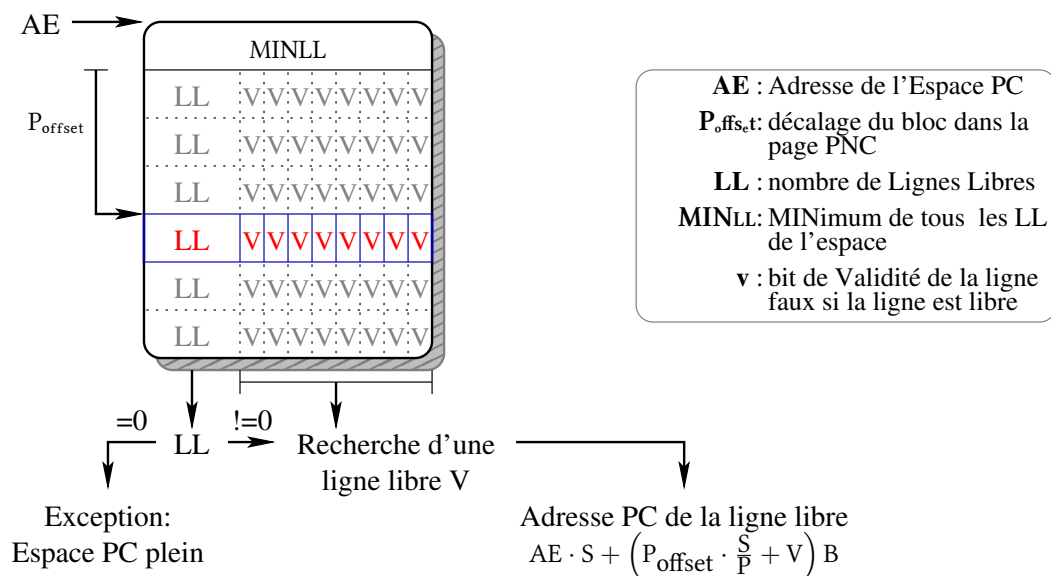 AE
MINLL
LL V V V V V V V V
P_offset
LL V V V V V V V V
LL V V V V V V V V
LL V V V V V V V V
LL V V V V V V V V
LL V V V V V V V V
AE : Adresse de l'Espace PC
P_offset: décalage du bloc dans la
page PNC
LL : nombre de Lignes Libres
MINLL: MINimum de tous les LL
de l'espace
v : bit de Validité de la ligne
faux si la ligne est libre
=0
LL
!=0
Recherche d'une
ligne libre V
Exception:
Espace PC plein
Adresse PC de la ligne libre
AE · S + (P_offset · S/P + V) B